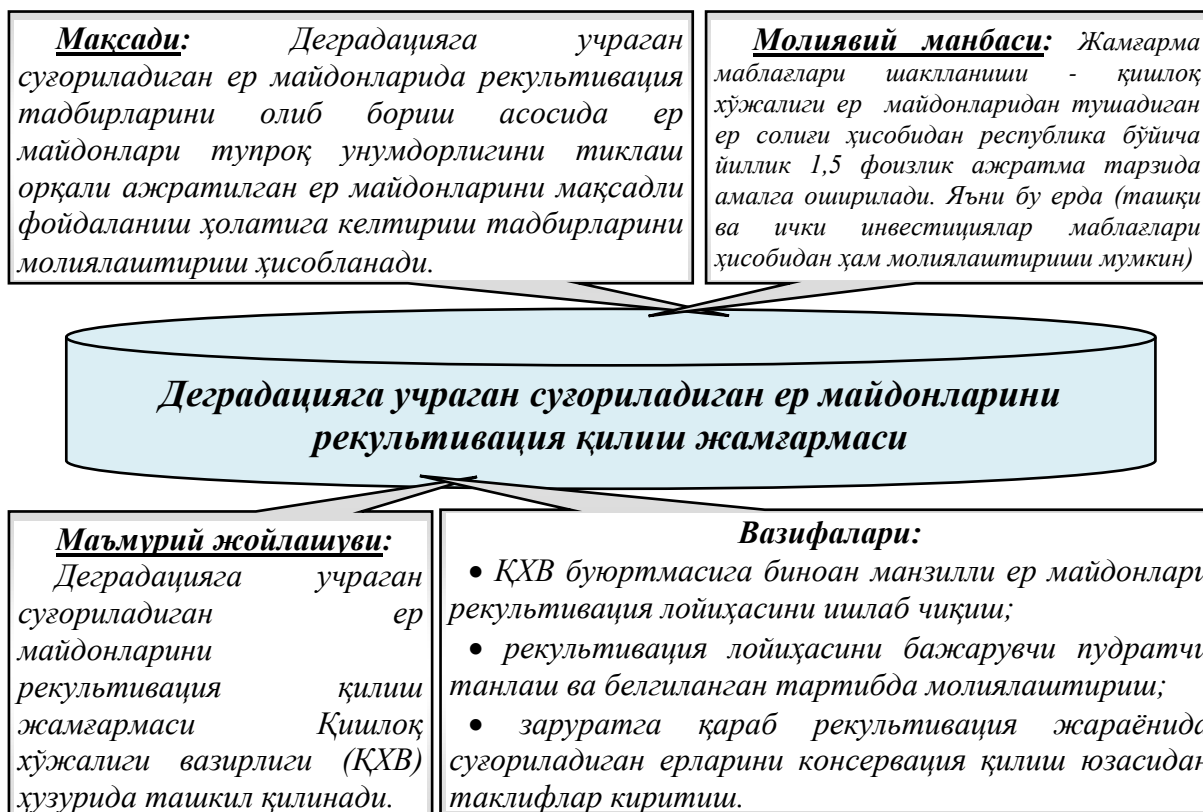 Мақсади: Деградацияга учраган
суғориладиган ер майдонларида рекультивация
тадбирларини олиб бориш асосида ер
майдонлари тупроқ унумдорлигини тиклаш
орқали ажратилган ер майдонларини мақсадли
фойдаланиш ҳолатига келтириш тадбирларини
молиялаштириш ҳисобланади.
Молиявий манбаси: Жамғарма
маблағлари шаклланиши - қишлоқ
хўжалиги ер майдонларидан тушадиган
ер солиғи ҳисобидан республика бўйича
йиллик 1,5 фоизлик ажратма тарзида
амалга оширилади. Яъни бу ерда (ташқи
ва ички инвестициялар маблағлари
ҳисобидан ҳам молиялаштириши мумкин)
Деградацияга учраган суғориладиган ер майдонларини
рекультивация қилиш жамғармаси
Маъмурий жойлашуви:
Деградацияга учраган
суғориладиган ер
майдонларини
рекультивация қилиш
жамғармаси Қишлоқ
хўжалиги вазирлиги (ҚХВ)
ҳузурида ташкил қилинади.
Вазифалари:
• ҚХВ буюртмасига биноан манзилли ер майдонлари
рекультивация лойиҳасини ишлаб чиқиш;
• рекультивация лойиҳасини бажарувчи пудратчи
танлаш ва белгиланган тартибда молиялаштириш;
• заруратга қараб рекультивация жараёнида
суғориладиган ерларини консервация қилиш юзасидан
таклифлар киритиш.